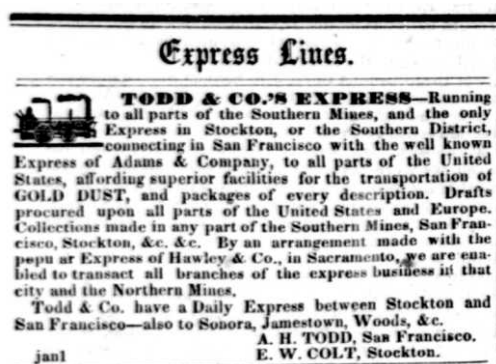 Express Lines.
TODD & CO.'S EXPRESS—Running
to all parts of the Southern Mines, and the only
Express in Stockton, or the Southern District,
connecting in San Francisco with the well known
Express of Adams & Company, to all parts of the United
States, affording superior facilities for the transportation of
GOLD DUST, and packages of every description. Drafts
procured upon all parts of the United States and Europe.
Collections made in any part of the Southern Mines, San Fran-
cisco, Stockton, &c. &c. By an arrangement made with the
popu ar Express of Hawley & Co., in Sacramento, we are ena-
bled to transact all branches of the express business in that
city and the Northern Mines.
Todd & Co. have a Daily Express between Stockton and
San Francisco—also to Sonora, Jamestown, Woods, &c.
A. H. TODD, San Francisco.
jan1 E. W. COLT, Stockton.